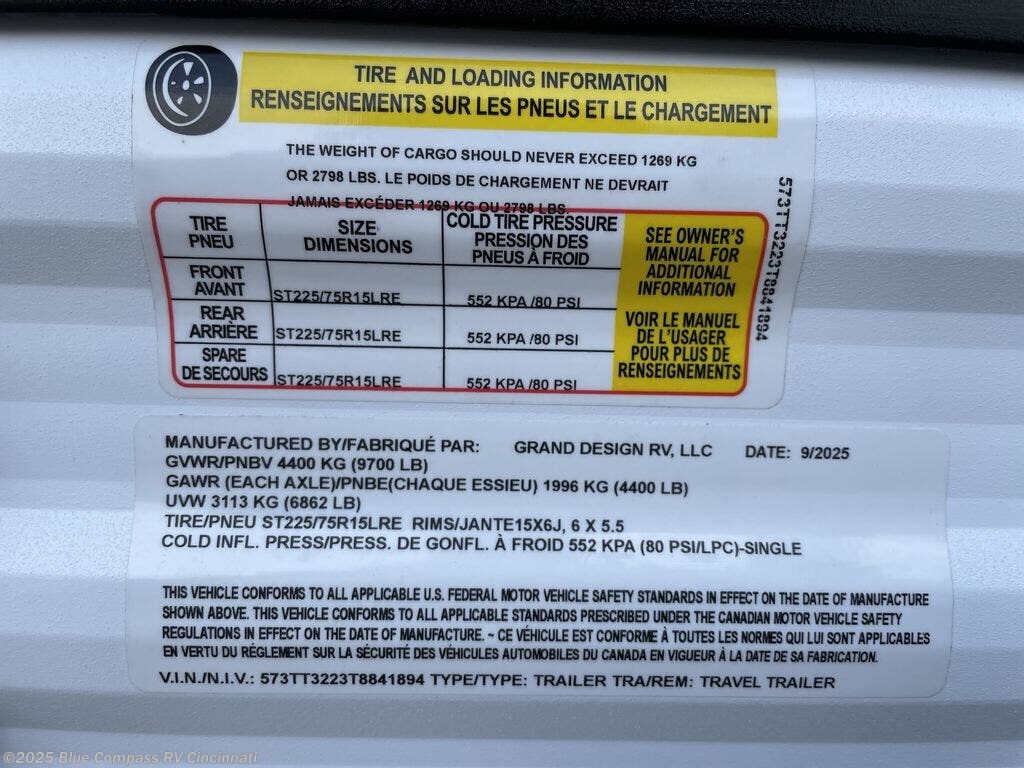 TIRE AND LOADING INFORMATION
RENSEIGNEMENTS SUR LES PNEUS ET LE CHARGEMENT
THE WEIGHT OF CARGO SHOULD NEVER EXCEED 1269 KG
OR 2798 LBS. LE POIDS DE CHARGEMENT NE DEVRAIT
JAMAIS EXCÉDER 1269 KG OU 2798 LBS.
TIRE
PNEU
SIZE
DIMENSIONS
COLD TIRE PRESSURE
PRESSION DES
PNEUS À FROID
FRONT
AVANT
ST225/75R15LRE
552 KPA /80 PSI
REAR
ARRIÈRE
ST225/75R15LRE
552 KPA /80 PSI
SPARE
DE SECOURS
ST225/75R15LRE
552 KPA /80 PSI
SEE OWNER'S
MANUAL FOR
ADDITIONAL
INFORMATION
VOIR LE MANUEL
DE L'USAGER
POUR PLUS DE
RENSEIGNEMENTS
573TT3223T8841894
MANUFACTURED BY/FABRIQUÉ PAR: GRAND DESIGN RV, LLC DATE: 9/2025
GVWR/PNBV 4400 KG (9700 LB)
GAWR (EACH AXLE)/PNBE(CHAQUE ESSIEU) 1996 KG (4400 LB)
UVW 3113 KG (6862 LB)
TIRE/PNEU ST225/75R15LRE RIMS/JANTE15X6J, 6 X 5.5
COLD INFL. PRESS/PRESS. DE GONFL. À FROID 552 KPA (80 PSI/LPC)-SINGLE
THIS VEHICLE CONFORMS TO ALL APPLICABLE U.S. FEDERAL MOTOR VEHICLE SAFETY STANDARDS IN EFFECT ON THE DATE OF MANUFACTURE
SHOWN ABOVE. THIS VEHICLE CONFORMS TO ALL APPLICABLE STANDARDS PRESCRIBED UNDER THE CANADIAN MOTOR VEHICLE SAFETY
REGULATIONS IN EFFECT ON THE DATE OF MANUFACTURE. ~ CE VÉHICULE EST CONFORME À TOUTES LES NORMES QUI LUI SONT APPLICABLES
EN VERTU DU RÉGLEMENT SUR LA SÉCURITÉ DES VÉHICULES AUTOMOBILES DU CANADA EN VIGUEUR À LA DATE DE SA FABRICATION.
V.I.N./N.I.V.: 573TT3223T8841894 TYPE/TYPE: TRAILER TRA/REM: TRAVEL TRAILER
©2025 Blue Compass RV Cincinnati